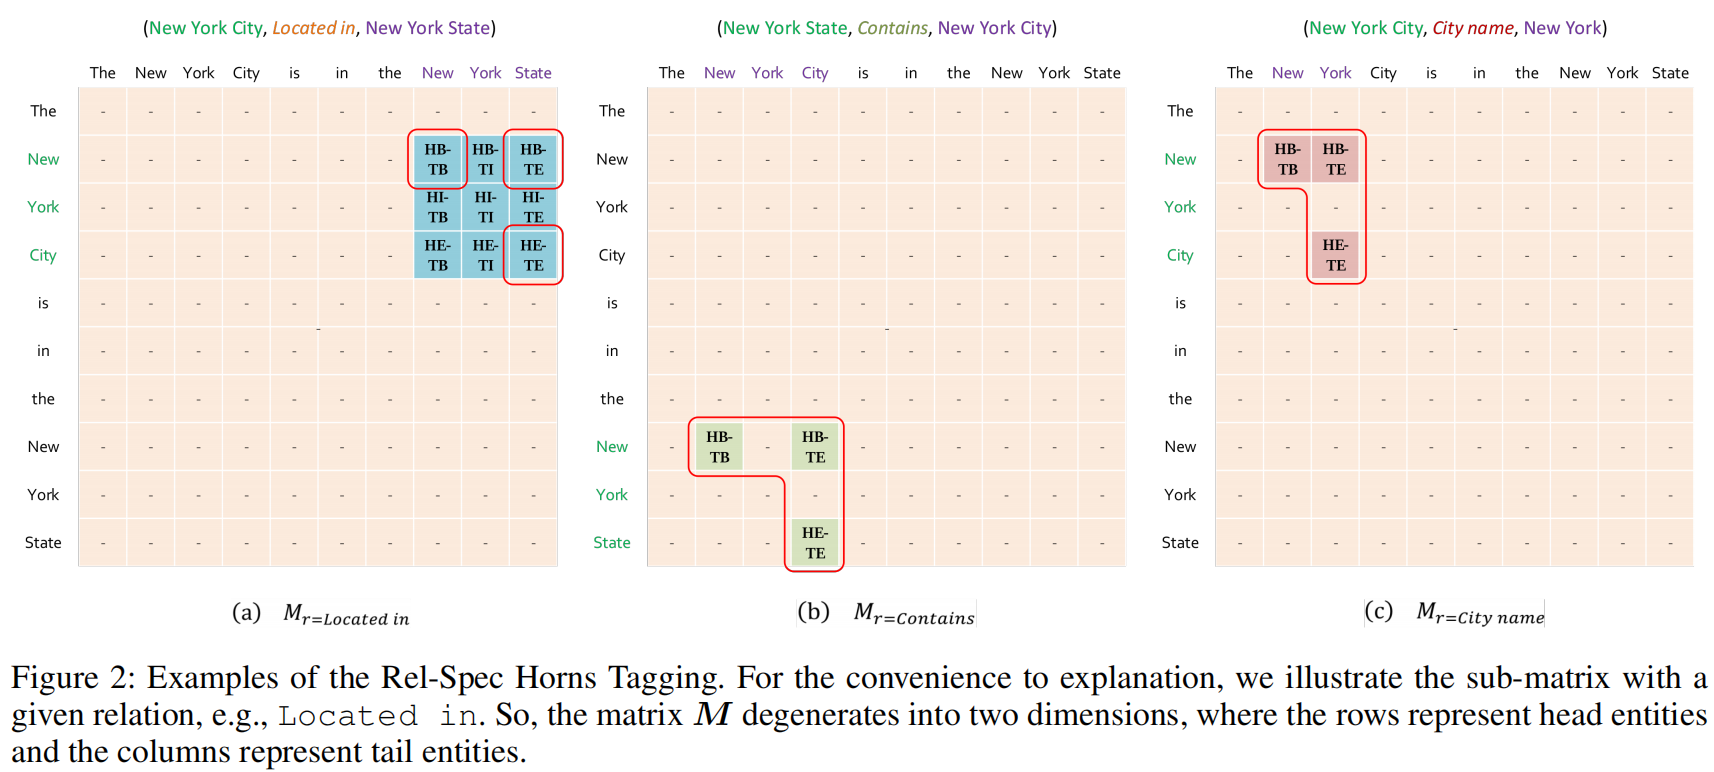 (New York City, Located in, New York State)
The New York City is in the New York State
The - - - - - - - - - -
New - - - - - - - HB-TB HB-TI HB-TE
York - - - - - - - HI-TB HI-TI HI-TE
City - - - - - - - HE-TB HE-TI HE-TE
is - - - - - - - - - -
-
in - - - - - - - - - -
the - - - - - - - - - -
New - - - - - - - - - -
York - - - - - - - - - -
State - - - - - - - - - -
(a) M r=Located in
(New York State, Contains, New York City)
The New York City is in the New York State
The - - - - - - - - - -
New - - - - - - - - - -
York - - - - - - - - - -
City - - - - - - - - - -
is - - - - - - - - - -
-
in - - - - - - - - - -
the - - - - - - - - - -
New - HB-TB - HB-TE - - - - - -
York - - - - - - - - - -
State - - - HE-TE - - - - - -
(b) M r=Contains
(New York City, City name, New York)
The New York City is in the New York State
The - - - - - - - - - -
New - HB-TB HB-TE - - - - - - -
York - - - - - - - - - -
City - - HE-TE - - - - - - -
is - - - - - - - - - -
-
in - - - - - - - - - -
the - - - - - - - - - -
New - - - - - - - - - -
York - - - - - - - - - -
State - - - - - - - - - -
(c) M r=City name
Figure 2: Examples of the Rel-Spec Horns Tagging. For the convenience to explanation, we illustrate the sub-matrix with a
given relation, e.g., Located in. So, the matrix M degenerates into two dimensions, where the rows represent head entities
and the columns represent tail entities.